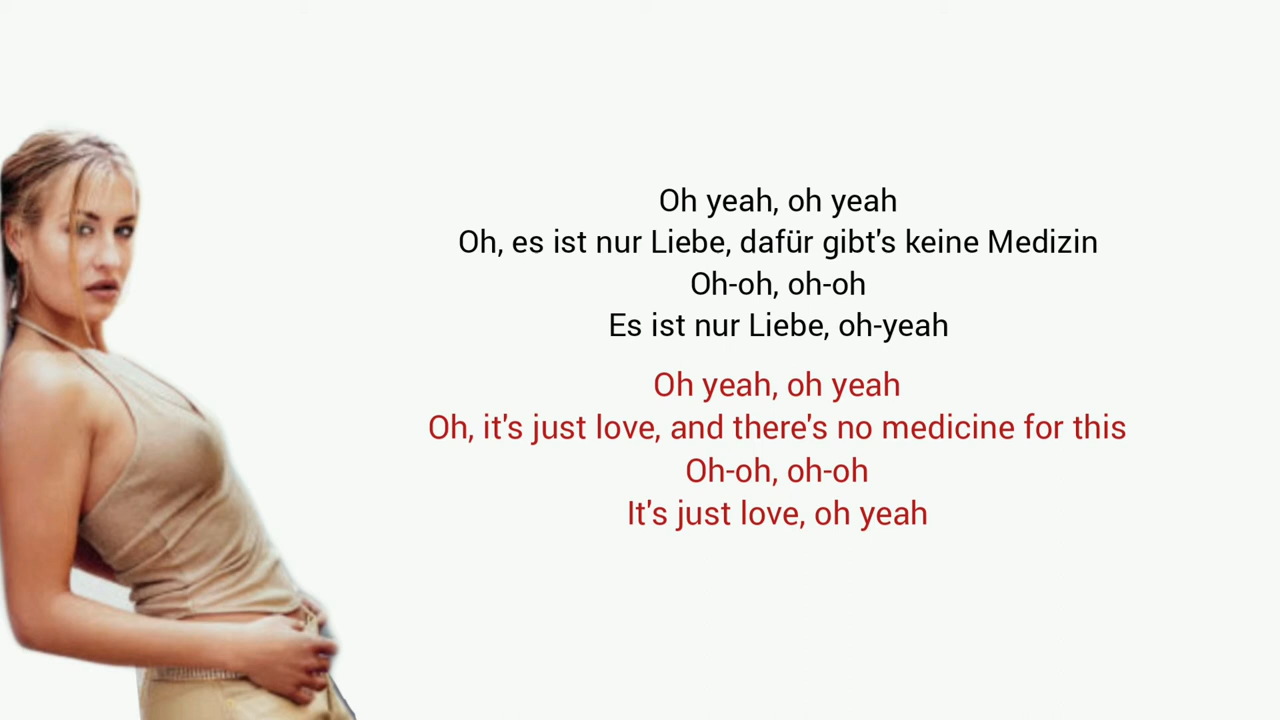 Oh yeah, oh yeah
Oh, es ist nur Liebe, dafür gibt's keine Medizin
Oh-oh, oh-oh
Es ist nur Liebe, oh-yeah
Oh yeah, oh yeah
Oh, it's just love, and there's no medicine for this
Oh-oh, oh-oh
It's just love, oh yeah